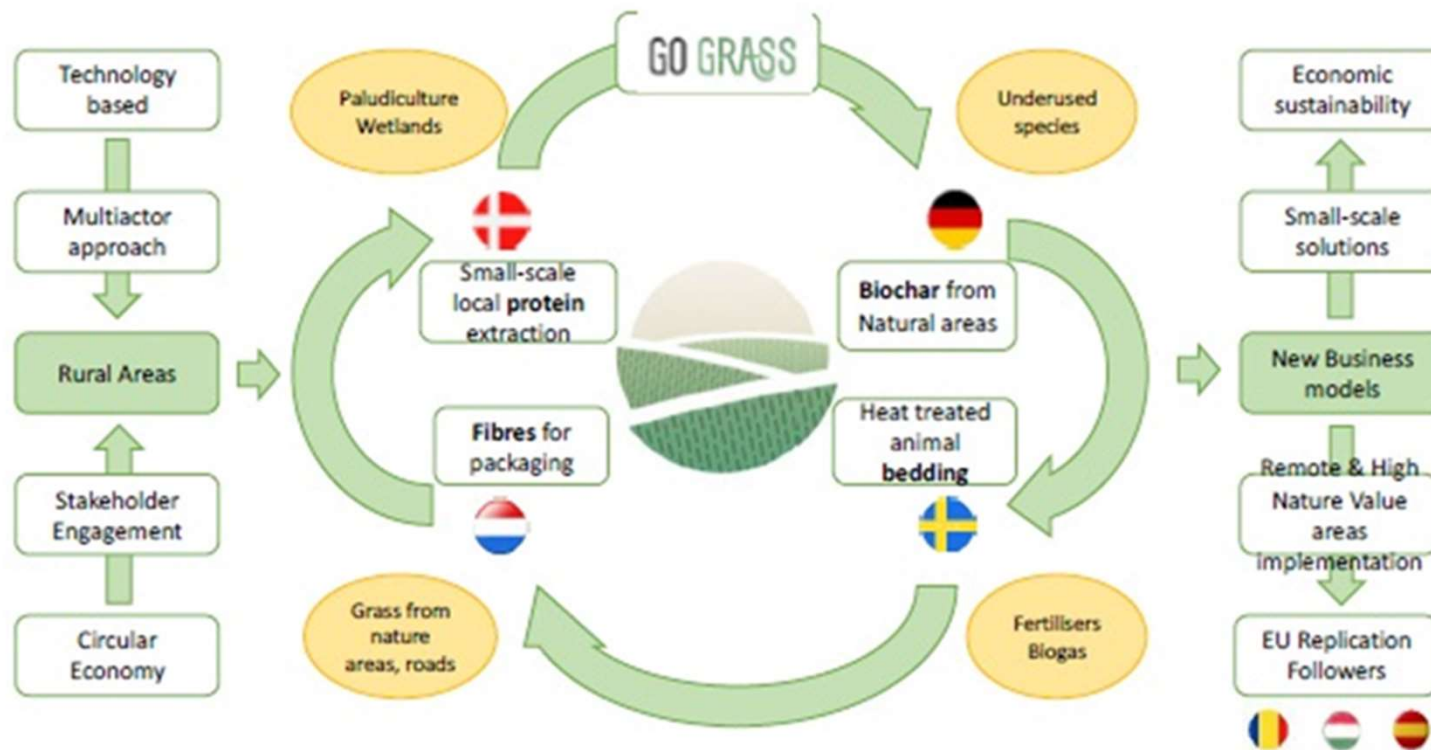 Technology
based
Multiactor
approach
Rural Areas
Stakeholder
Engagement
Circular
Economy
Paludiculture
Wetlands
GO GRASS
Underused
species
Small-scale
local protein
extraction
Biochar from
Natural areas
Fibres for
packaging
Heat treated
animal
bedding
Grass from
nature
areas, roads
Fertilisers
Biogas
Economic
sustainability
Small-scale
solutions
New Business
models
Remote & High
Nature Value
areas
implementation
EU Replication
Followers